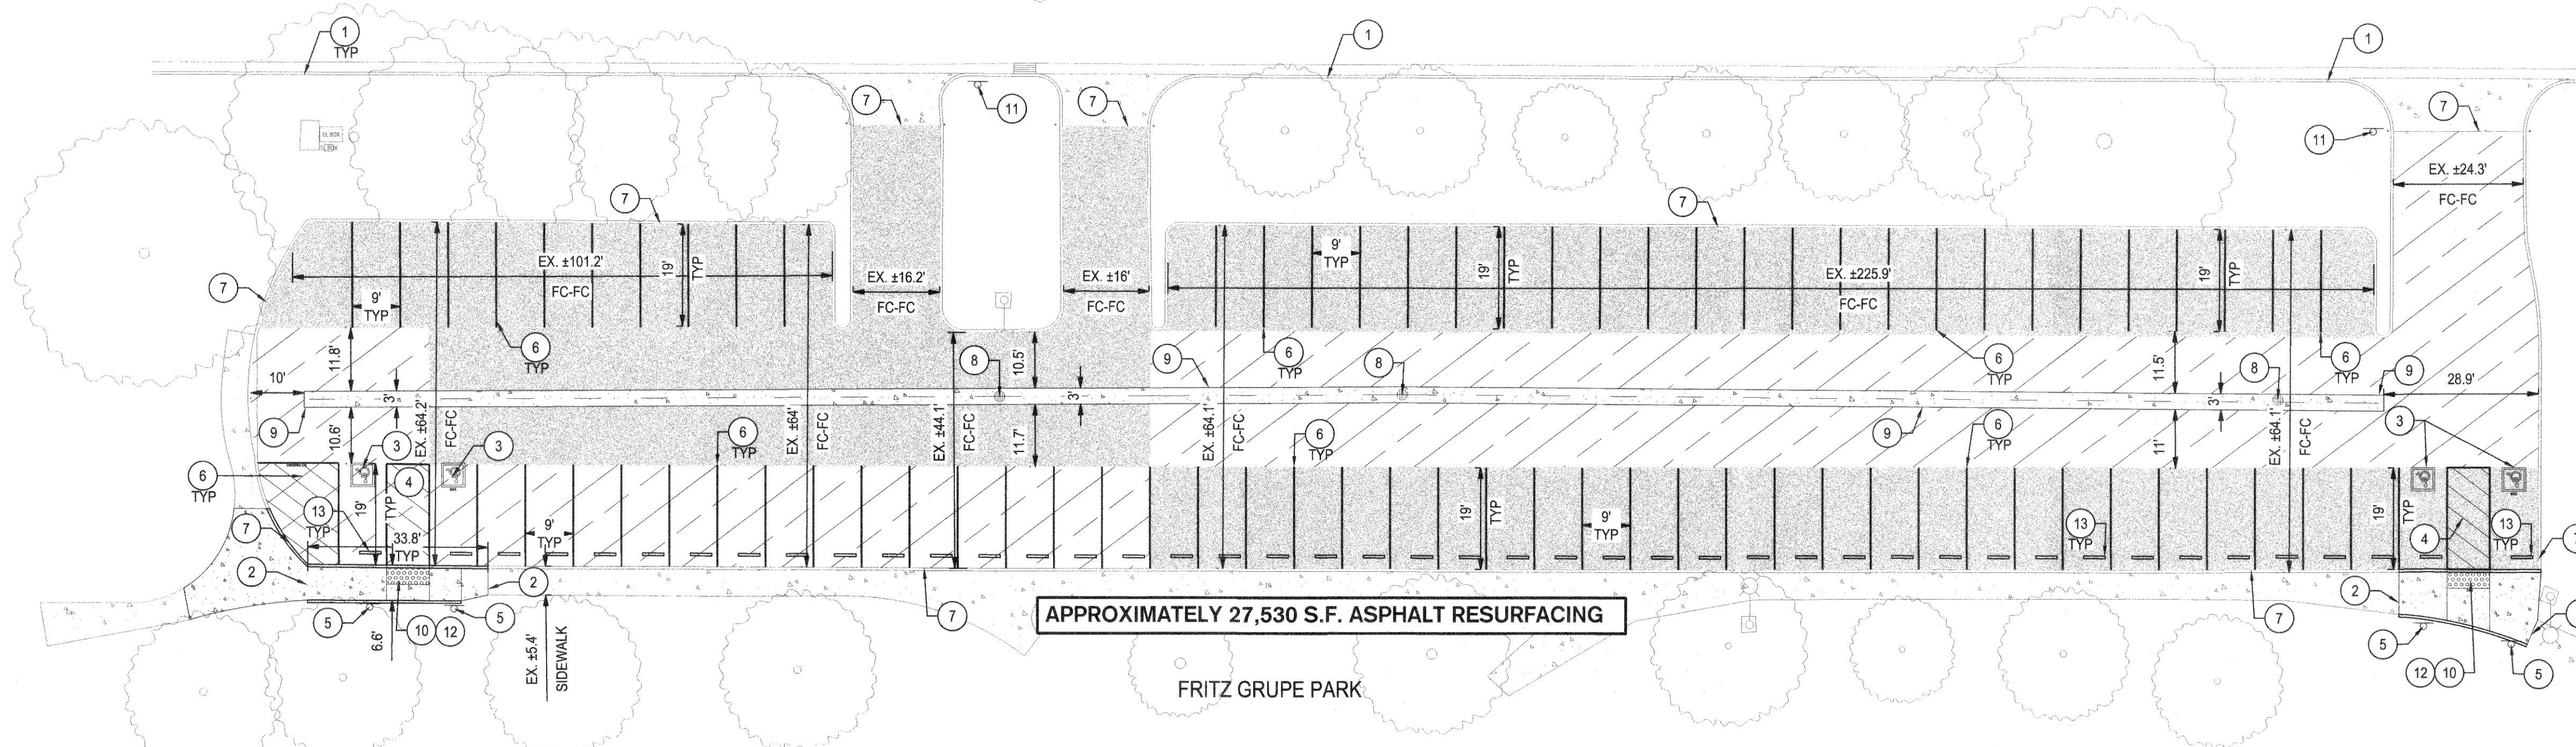 1
TYP
1
1
7
11
7
7
11
EL BOX
EX. ±24.3'
FC-FC
7
7
7
9'
TYP
19'
TYP
EX. ±101.2'
FC-FC
9'
TYP
19'
TYP
EX. ±16.2'
FC-FC
EX. ±16'
FC-FC
EX. ±225.9'
FC-FC
19'
TYP
6
TYP
6
TYP
6
TYP
6
TYP
11.8'
10'
3'
EX. ±64.2'
FC-FC
EX. ±64'
FC-FC
8
10.5'
9
3'
8
11.5'
8
9
28.9'
9
10.6'
3
3
6
TYP
EX. ±44.1'
FC-FC
11.7'
EX. ±64.1'
FC-FC
6
TYP
9
6
TYP
3'
11'
EX. ±64.1'
FC-FC
3
6
TYP
4
13
TYP
19'
TYP
33.8'
TYP
9'
TYP
19'
TYP
9'
TYP
13
TYP
19'
TYP
4
13
TYP
7
2
2
5
10
12
5
6.6'
EX. ±5.4'
SIDEWALK
7
APPROXIMATELY 27,530 S.F. ASPHALT RESURFACING
7
2
5
12
10
5
FRITZ GRUPE PARK